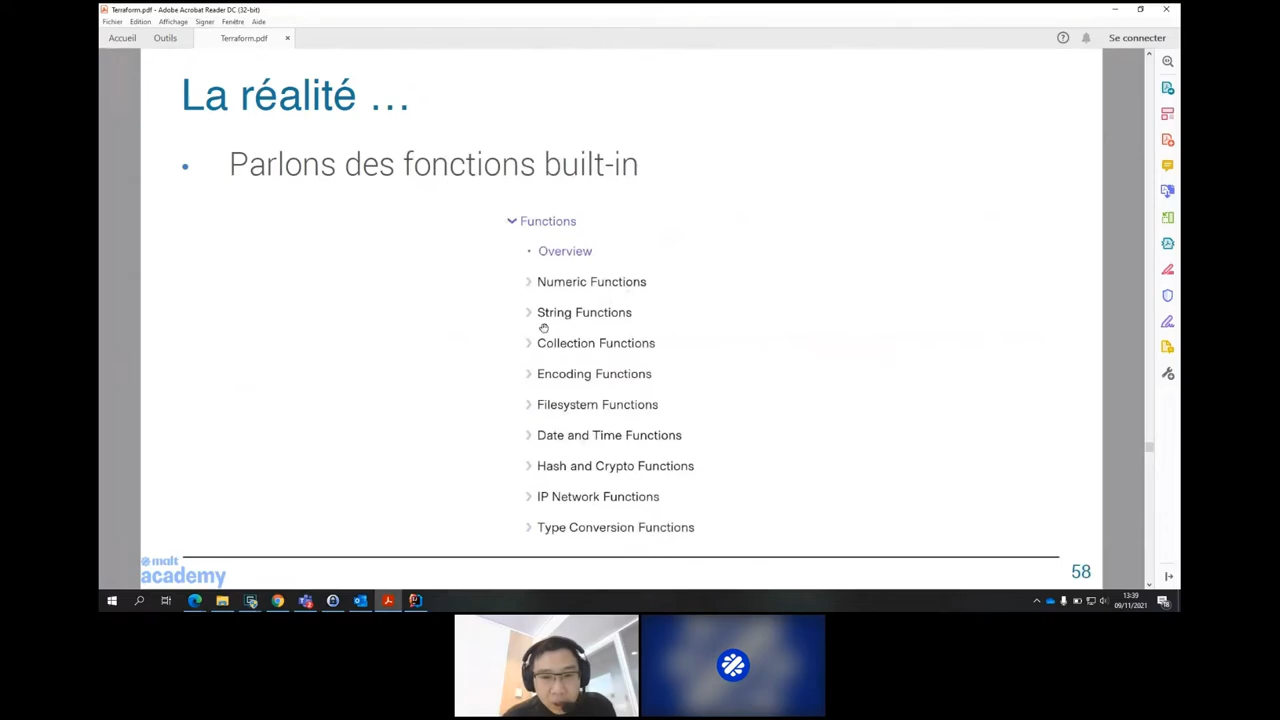 Terraform.pdf - Adobe Acrobat Reader DC (32-bit)
Fichier Edition Affichage Signer Fenêtre Aide
Accueil Outils Terraform.pdf × Se connecter
La réalité …
• Parlons des fonctions built-in
Functions
• Overview
Numeric Functions
String Functions
Collection Functions
Encoding Functions
Filesystem Functions
Date and Time Functions
Hash and Crypto Functions
IP Network Functions
Type Conversion Functions
malt
academy
58
13:39
09/11/2021